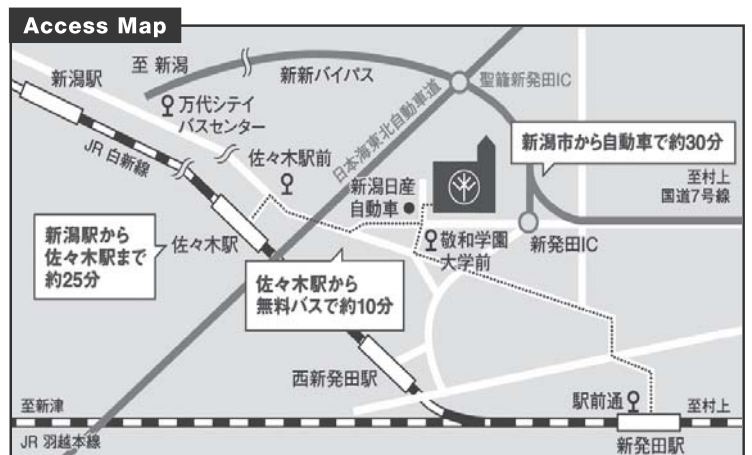 Access Map
至 新潟
新潟駅
新新バイパス
聖籠新発田IC
万代シテイ
バスセンター
日本海東北自動車道
JR 白新線
佐々木駅前
新潟市から自動車で約30分
新潟日産
自動車
至村上
国道7号線
新潟駅から
佐々木駅まで
約25分
佐々木駅
敬和学園
大学前
新発田IC
佐々木駅から
無料バスで約10分
西新発田駅
駅前通
至新津
至村上
JR 羽越本線
新発田駅